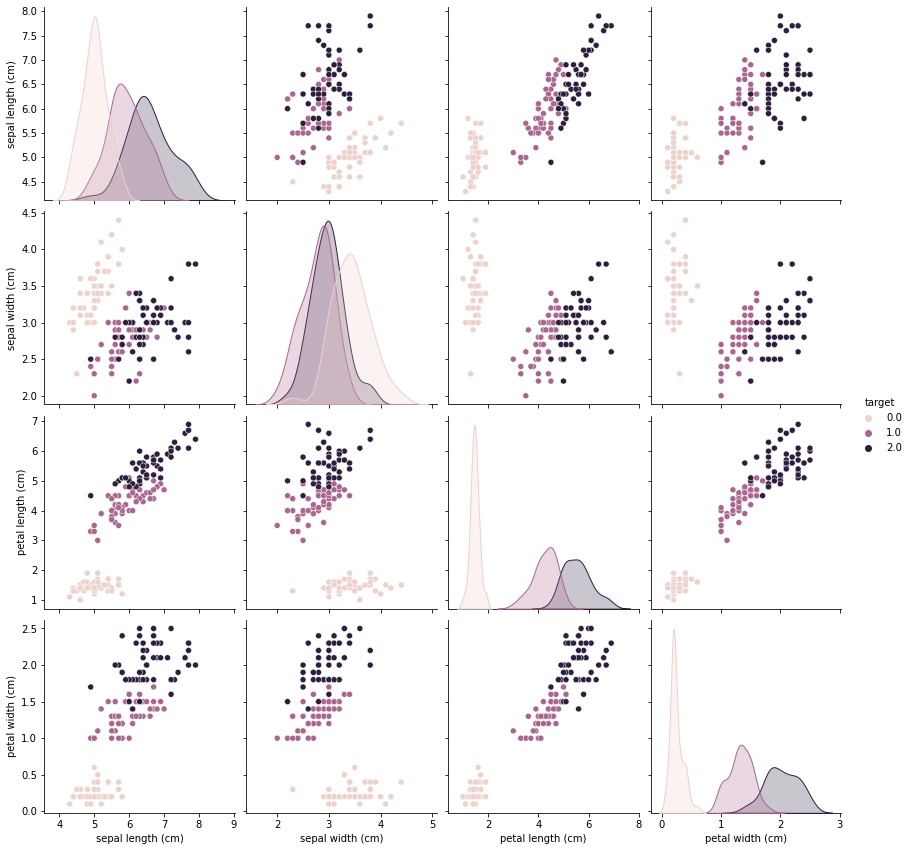 8.0
7.5
7.0
6.5
6.0
5.5
5.0
4.5
sepal length (cm)
4.5
4.0
3.5
3.0
2.5
2.0
sepal width (cm)
target
0.0
1.0
2.0
7
6
5
4
3
2
1
petal length (cm)
2.5
2.0
1.5
1.0
0.5
0.0
petal width (cm)
4 5 6 7 8 9
sepal length (cm)
2 3 4 5
sepal width (cm)
2 4 6 8
petal length (cm)
0 1 2 3
petal width (cm)